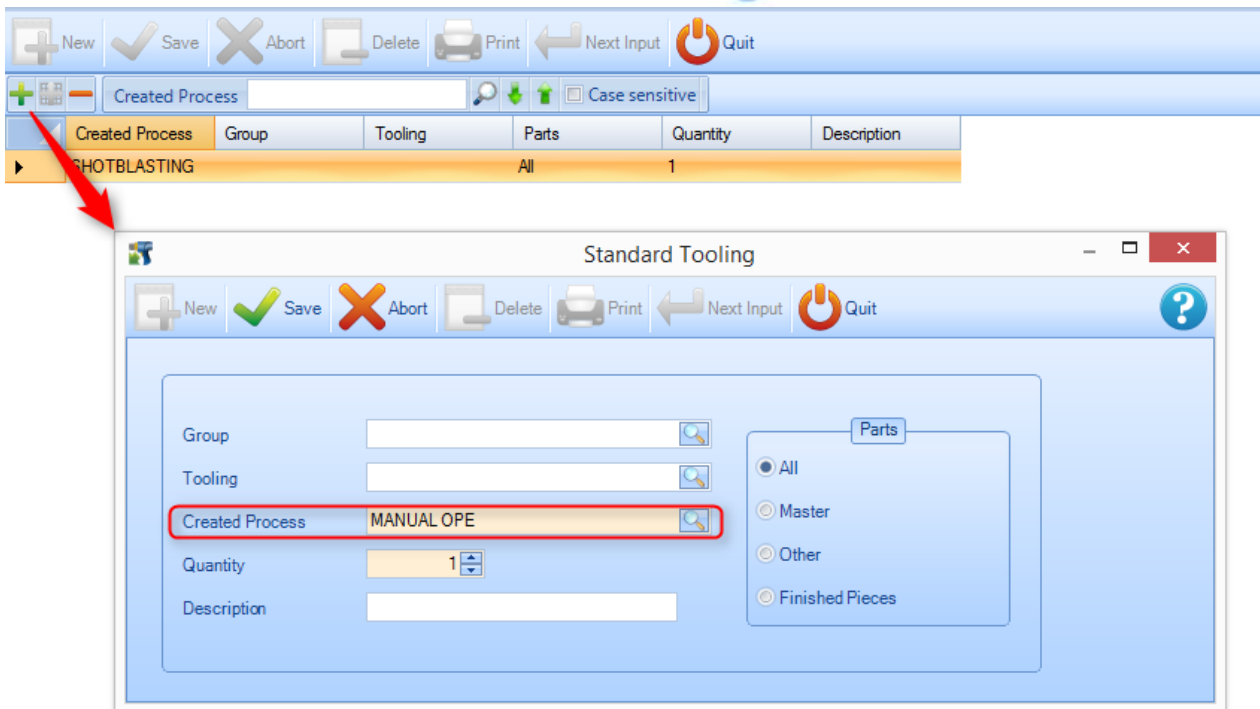 New Save Abort Delete Print Next Input Quit
Created Process Case sensitive
Created Process Group Tooling Parts Quantity Description
SHOTBLASTING All 1
Standard Tooling
New Save Abort Delete Print Next Input Quit ?
Parts
Group
All
Tooling
Master
Created Process MANUAL OPE
Other
Quantity 1
Finished Pieces
Description